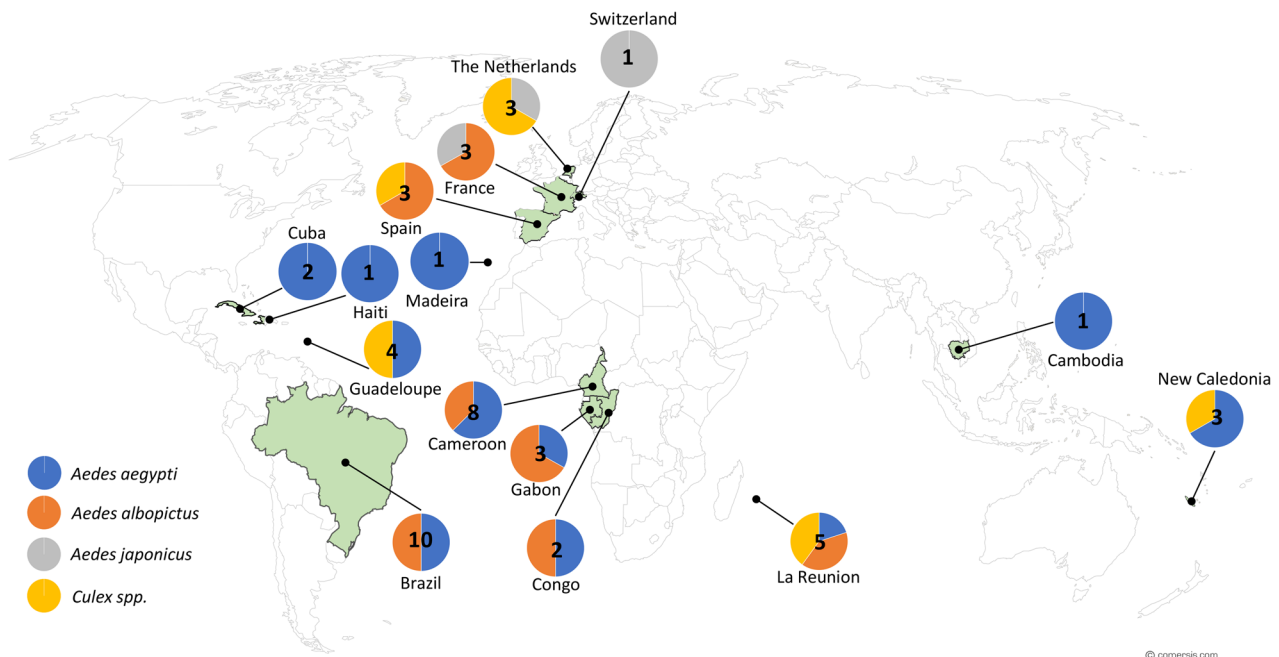 Switzerland
1
The Netherlands
3
3
France
3
Spain
Cuba
2
1
Haiti
1
Madeira
4
Guadeloupe
1
Cambodia
New Caledonia
3
8
Cameroon
3
Gabon
Aedes aegypti
Aedes albopictus
Aedes japonicus
Culex spp.
10
Brazil
2
Congo
5
La Reunion
© comersis.com